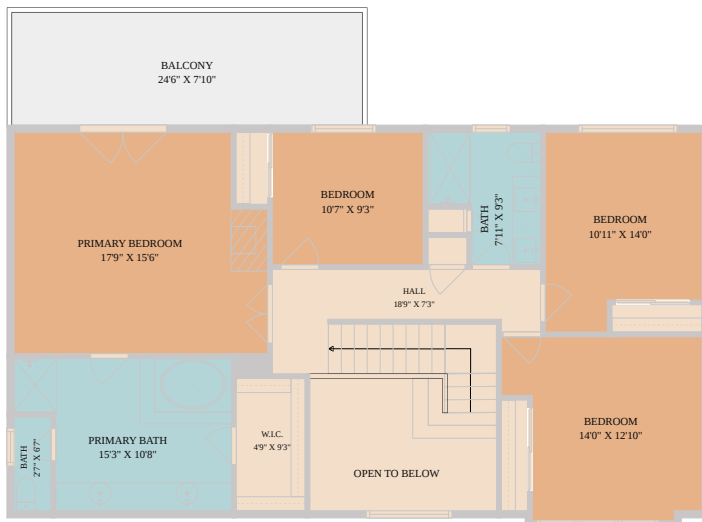 BALCONY
24'6" X 7'10"
BEDROOM
10'7" X 9'3"
BATH
7'11" X 9'3"
BEDROOM
10'11" X 14'0"
PRIMARY BEDROOM
17'9" X 15'6"
HALL
18'9" X 7'3"
BEDROOM
14'0" X 12'10"
W.I.C.
4'9" X 9'3"
PRIMARY BATH
15'3" X 10'8"
BATH
2'7" X 6'7"
OPEN TO BELOW